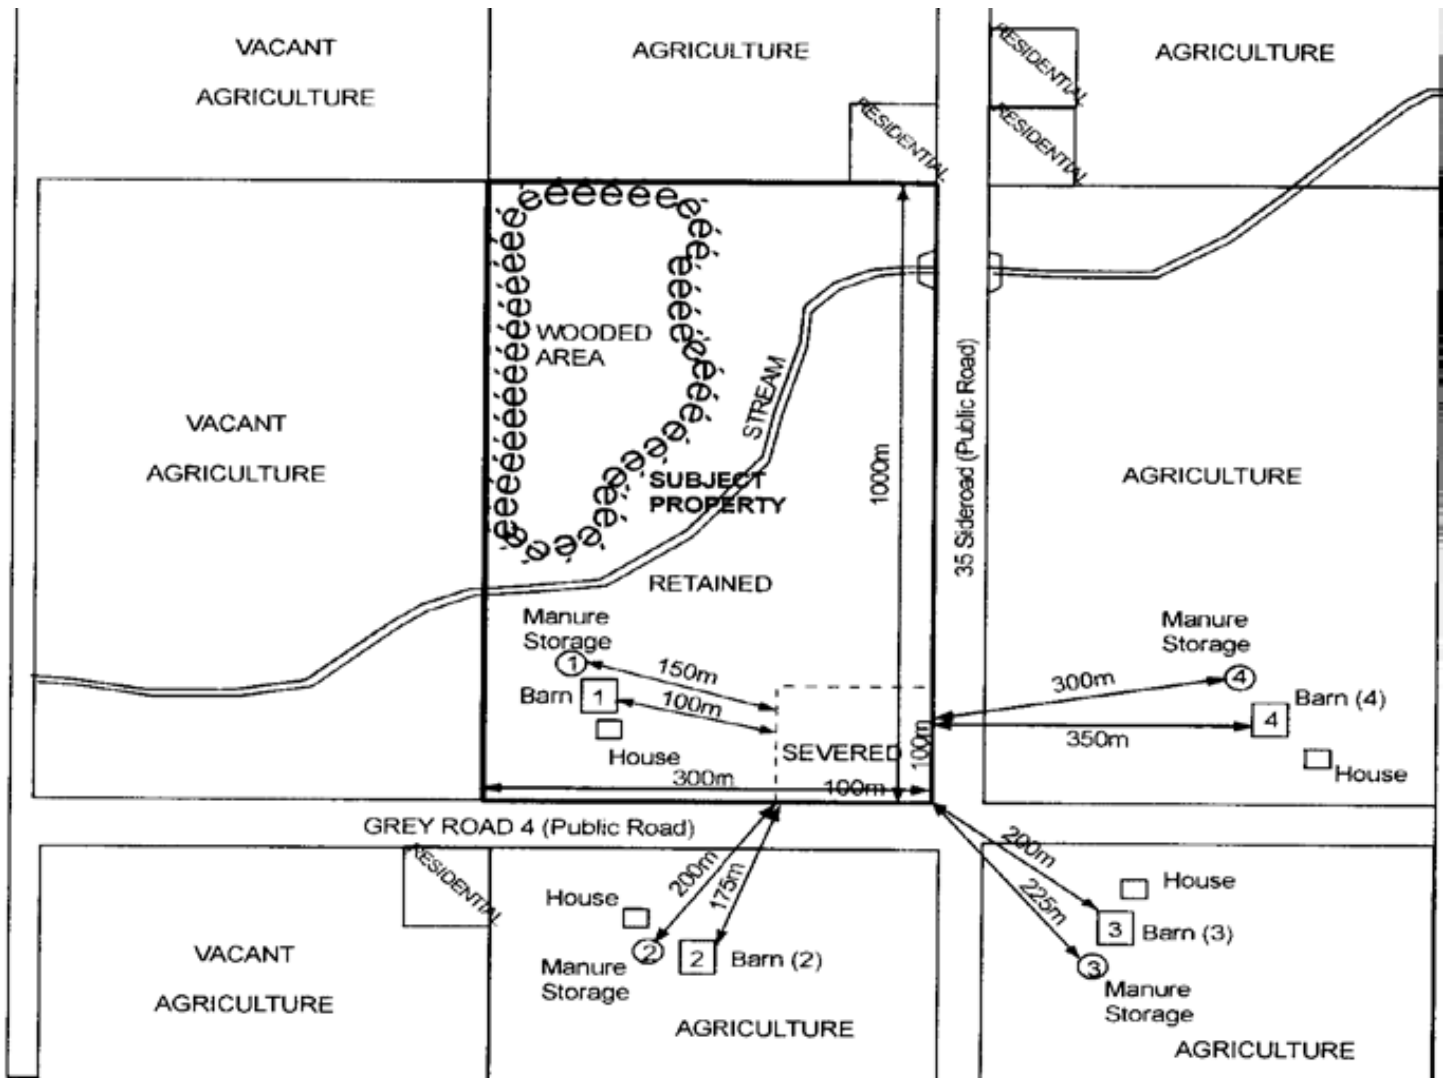 VACANT
AGRICULTURE
AGRICULTURE
RESIDENTIAL
AGRICULTURE
RESIDENTIAL
RESIDENTIAL
WOODED
AREA
STREAM
VACANT
AGRICULTURE
SUBJECT
PROPERTY
1000m
35 Sideroad (Public Road)
AGRICULTURE
RETAINED
Manure
Storage
1
150m
Barn
1
100m
House
SEVERED
100m
300m
100m
Manure
Storage
4
300m
Barn (4)
4
350m
House
GREY ROAD 4 (Public Road)
RESIDENTIAL
VACANT
AGRICULTURE
200m
175m
House
2
2
Barn (2)
Manure
Storage
AGRICULTURE
200m
225m
House
3
Barn (3)
3
Manure
Storage
AGRICULTURE